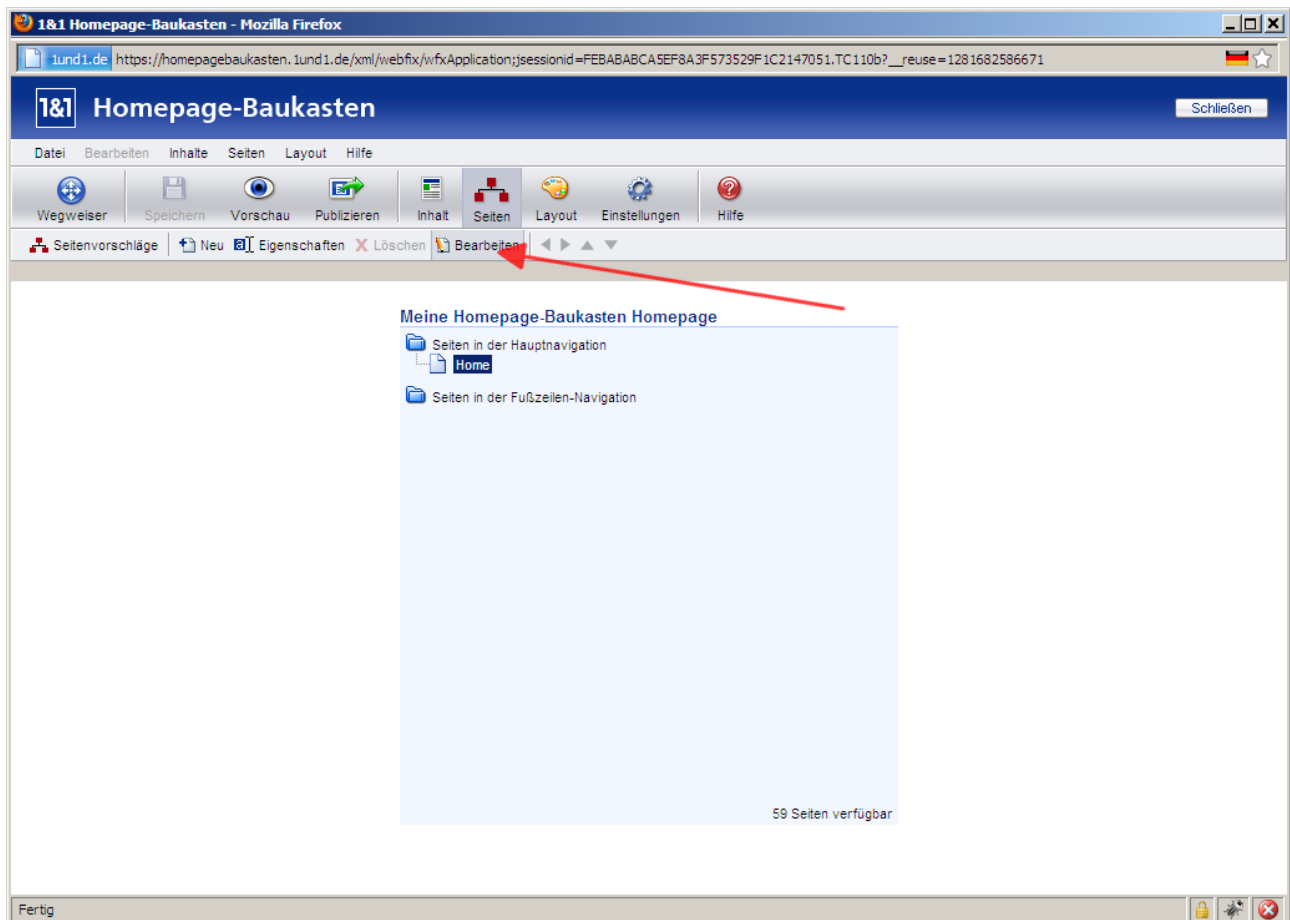 1&1 Homepage-Baukasten - Mozilla Firefox
1und1.de https://homepagebaukasten.1und1.de/xml/webfix/wfxApplication;jsessionid=FEBABABCA5EF8A3F573529F1C2147051.TC110b?__reuse=1281682586671
1&1 Homepage-Baukasten Schließen
Datei Bearbeiten Inhalte Seiten Layout Hilfe
Wegweiser Speichern Vorschau Publizieren Inhalt Seiten Layout Einstellungen Hilfe
Seitenvorschläge Neu Eigenschaften Löschen Bearbeiten
Meine Homepage-Baukasten Homepage
Seiten in der Hauptnavigation
Home
Seiten in der Fußzeilen-Navigation
59 Seiten verfügbar
Fertig